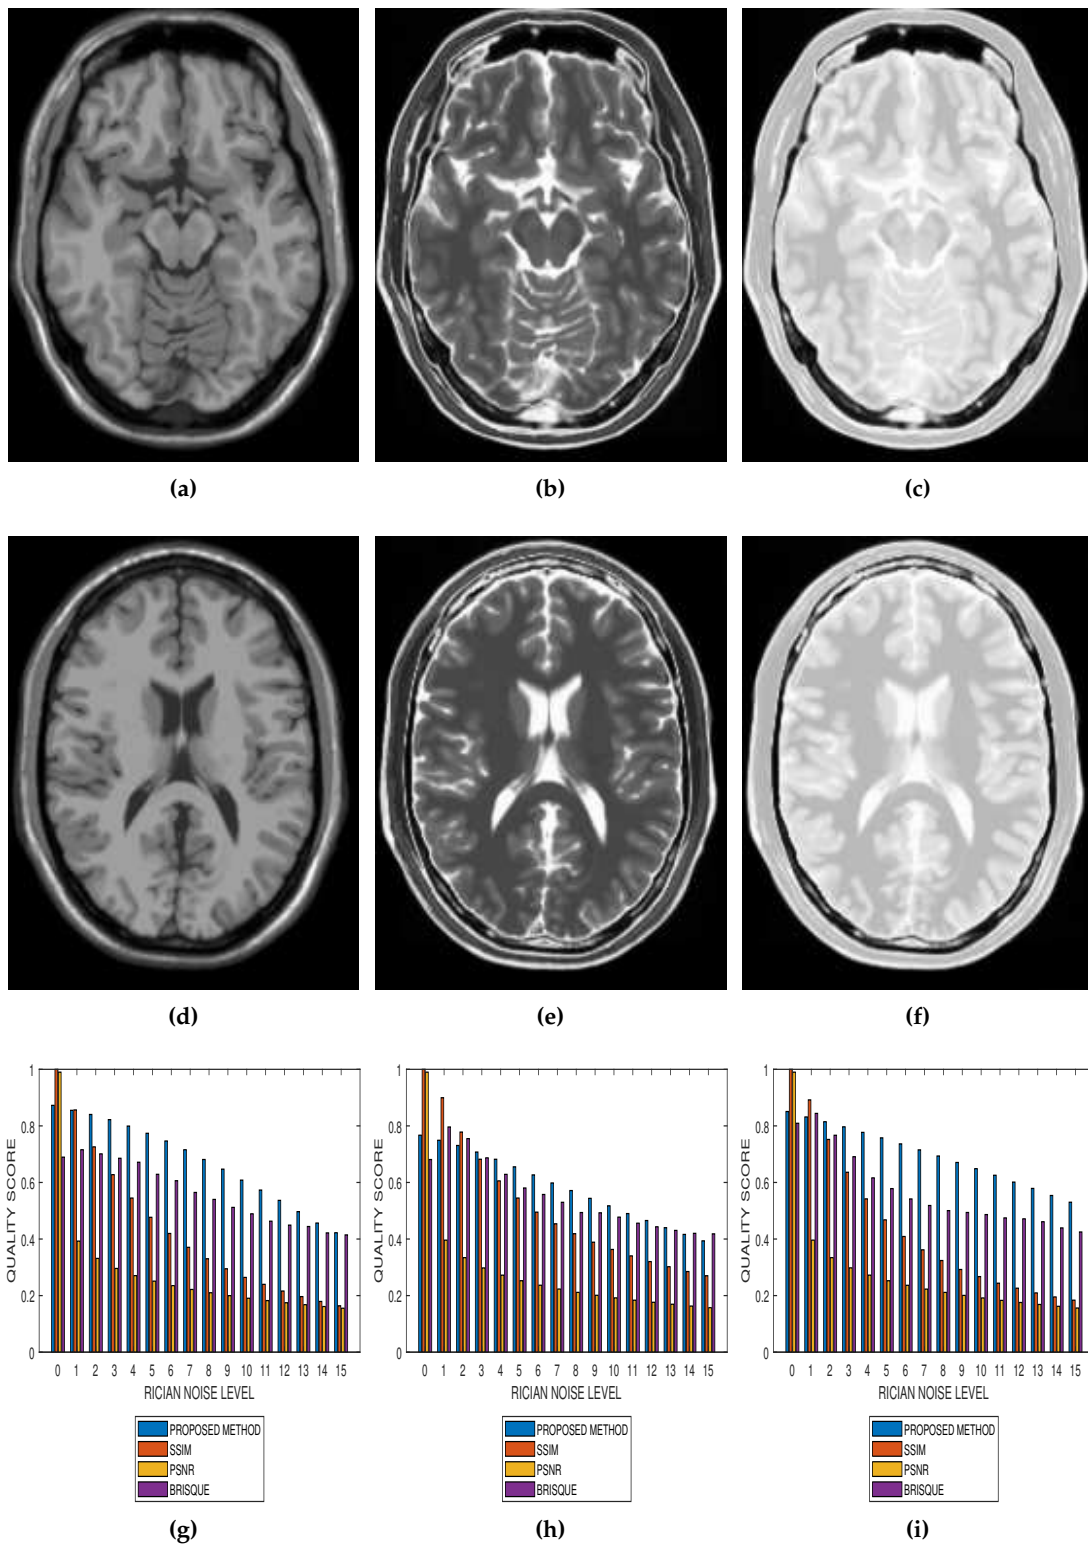 (a) (b) (c)
(d) (e) (f)
1 1 1
0.8 0.8 0.8
0.6 0.6 0.6
0.4 0.4 0.4
0.2 0.2 0.2
0 0 0
QUALITY SCORE QUALITY SCORE QUALITY SCORE
0 1 2 3 4 5 6 7 8 9 10 11 12 13 14 15 0 1 2 3 4 5 6 7 8 9 10 11 12 13 14 15 0 1 2 3 4 5 6 7 8 9 10 11 12 13 14 15
RICIAN NOISE LEVEL RICIAN NOISE LEVEL RICIAN NOISE LEVEL
PROPOSED METHOD PROPOSED METHOD PROPOSED METHOD
SSIM SSIM SSIM
PSNR PSNR PSNR
BRISQUE BRISQUE BRISQUE
(g) (h) (i)